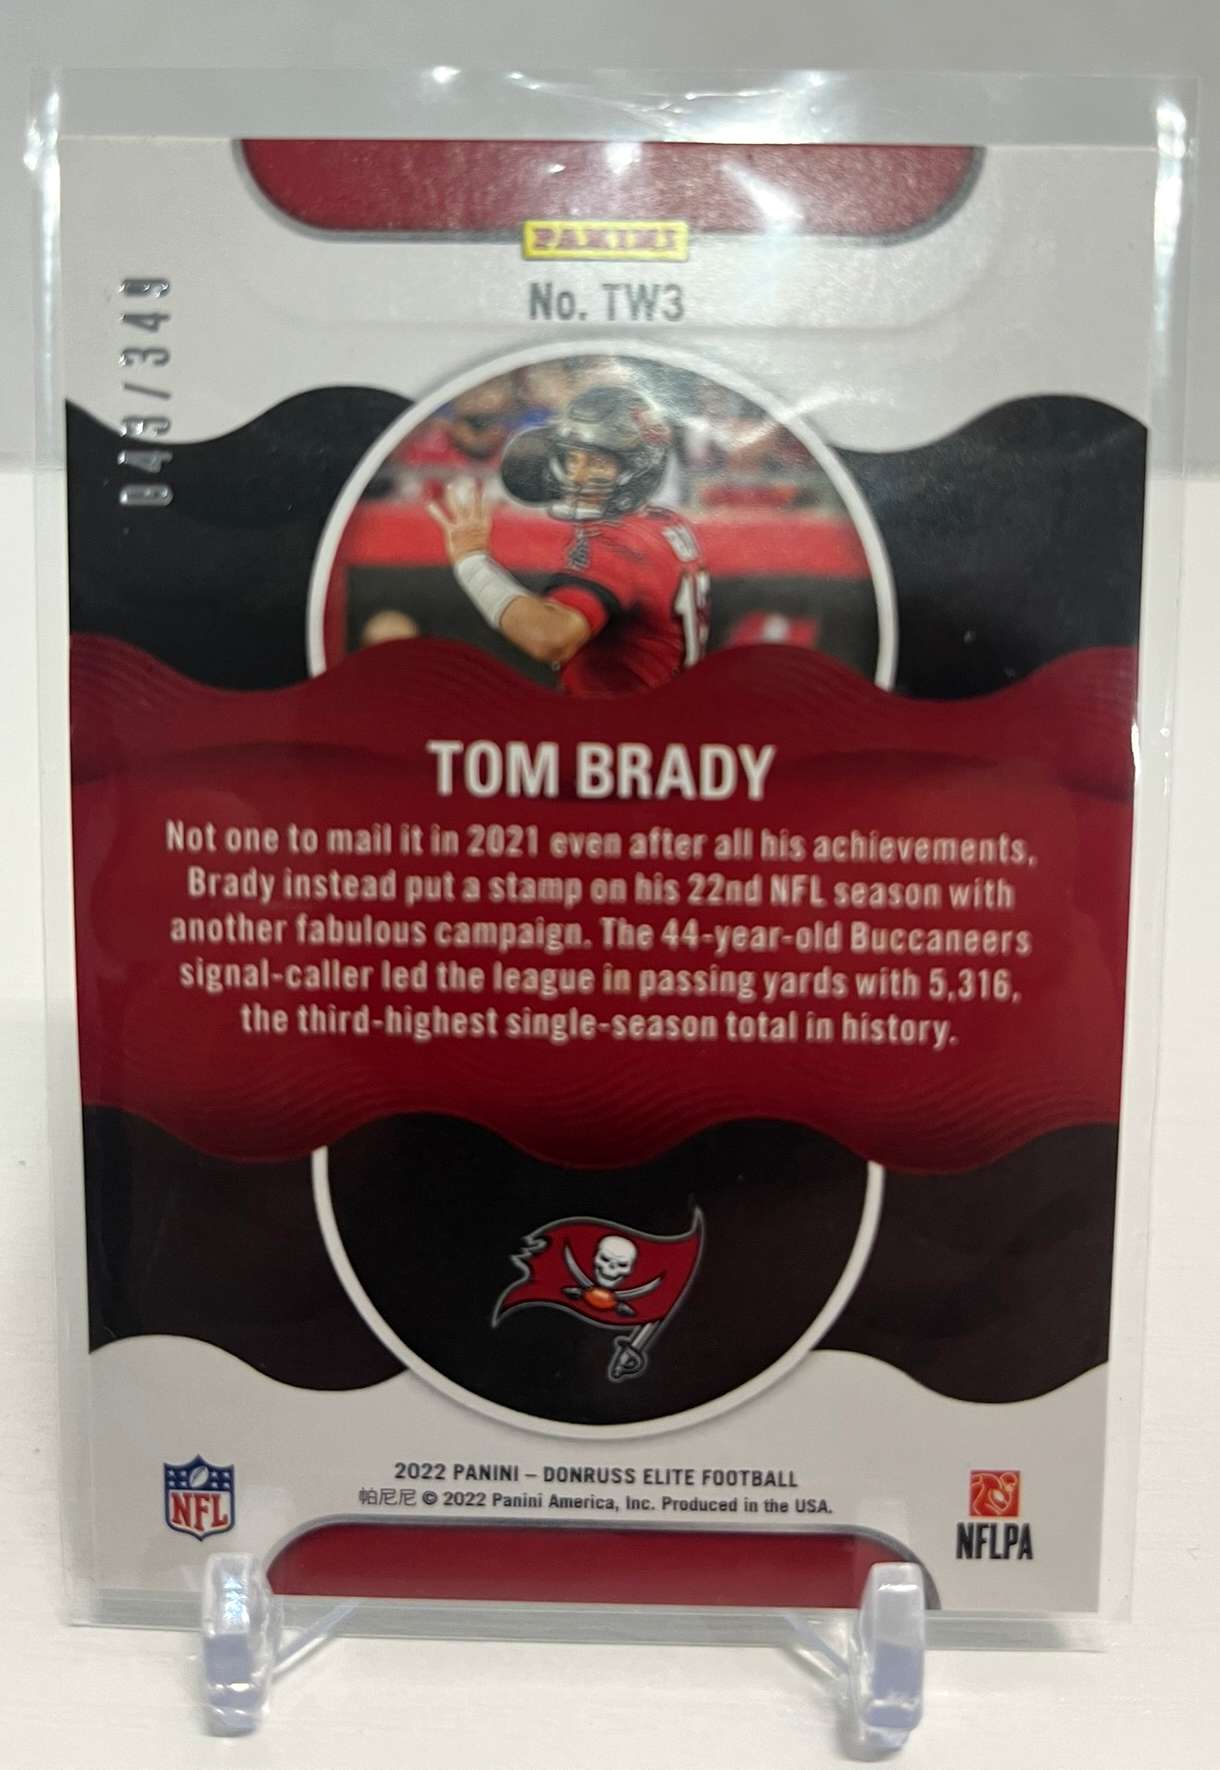 PANINI
No. TW3
043/349
TOM BRADY
Not one to mail it in 2021 even after all his achievements,
Brady instead put a stamp on his 22nd NFL season with
another fabulous campaign. The 44-year-old Buccaneers
signal-caller led the league in passing yards with 5,316,
the third-highest single-season total in history.
NFL
2022 PANINI – DONRUSS ELITE FOOTBALL
帕尼尼 © 2022 Panini America, Inc. Produced in the USA.
NFLPA